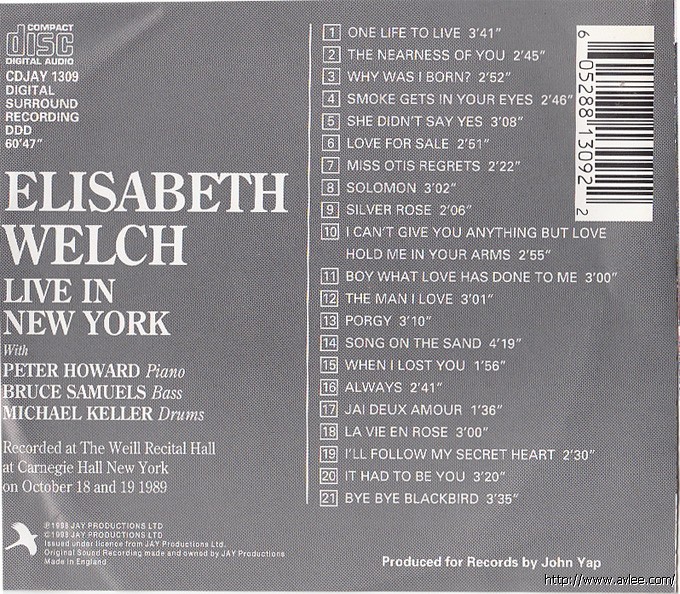 COMPACT
disc
DIGITAL AUDIO
CDJAY 1309
DIGITAL
SURROUND
RECORDING
DDD
60'47"
ELISABETH
WELCH
LIVE IN
NEW YORK
With
PETER HOWARD Piano
BRUCE SAMUELS Bass
MICHAEL KELLER Drums
Recorded at The Weill Recital Hall
at Carnegie Hall New York
on October 18 and 19 1989
℗1998 JAY PRODUCTIONS LTD
©1998 JAY PRODUCTIONS LTD
Issued under licence from JAY Productions Ltd.
Original Sound Recording made and owned by JAY Productions
Made in England
1 ONE LIFE TO LIVE 3'41"
2 THE NEARNESS OF YOU 2'45"
3 WHY WAS I BORN? 2'52"
4 SMOKE GETS IN YOUR EYES 2'46"
5 SHE DIDN'T SAY YES 3'08"
6 LOVE FOR SALE 2'51"
7 MISS OTIS REGRETS 2'22"
8 SOLOMON 3'02"
9 SILVER ROSE 2'06"
10 I CAN'T GIVE YOU ANYTHING BUT LOVE
HOLD ME IN YOUR ARMS 2'55"
11 BOY WHAT LOVE HAS DONE TO ME 3'00"
12 THE MAN I LOVE 3'01"
13 PORGY 3'10"
14 SONG ON THE SAND 4'19"
15 WHEN I LOST YOU 1'56"
16 ALWAYS 2'41"
17 JAI DEUX AMOUR 1'36"
18 LA VIE EN ROSE 3'00"
19 I'LL FOLLOW MY SECRET HEART 2'30"
20 IT HAD TO BE YOU 3'20"
21 BYE BYE BLACKBIRD 3'35"
6 05288 13092 2
Produced for Records by John Yap
http://www.avlee.com/